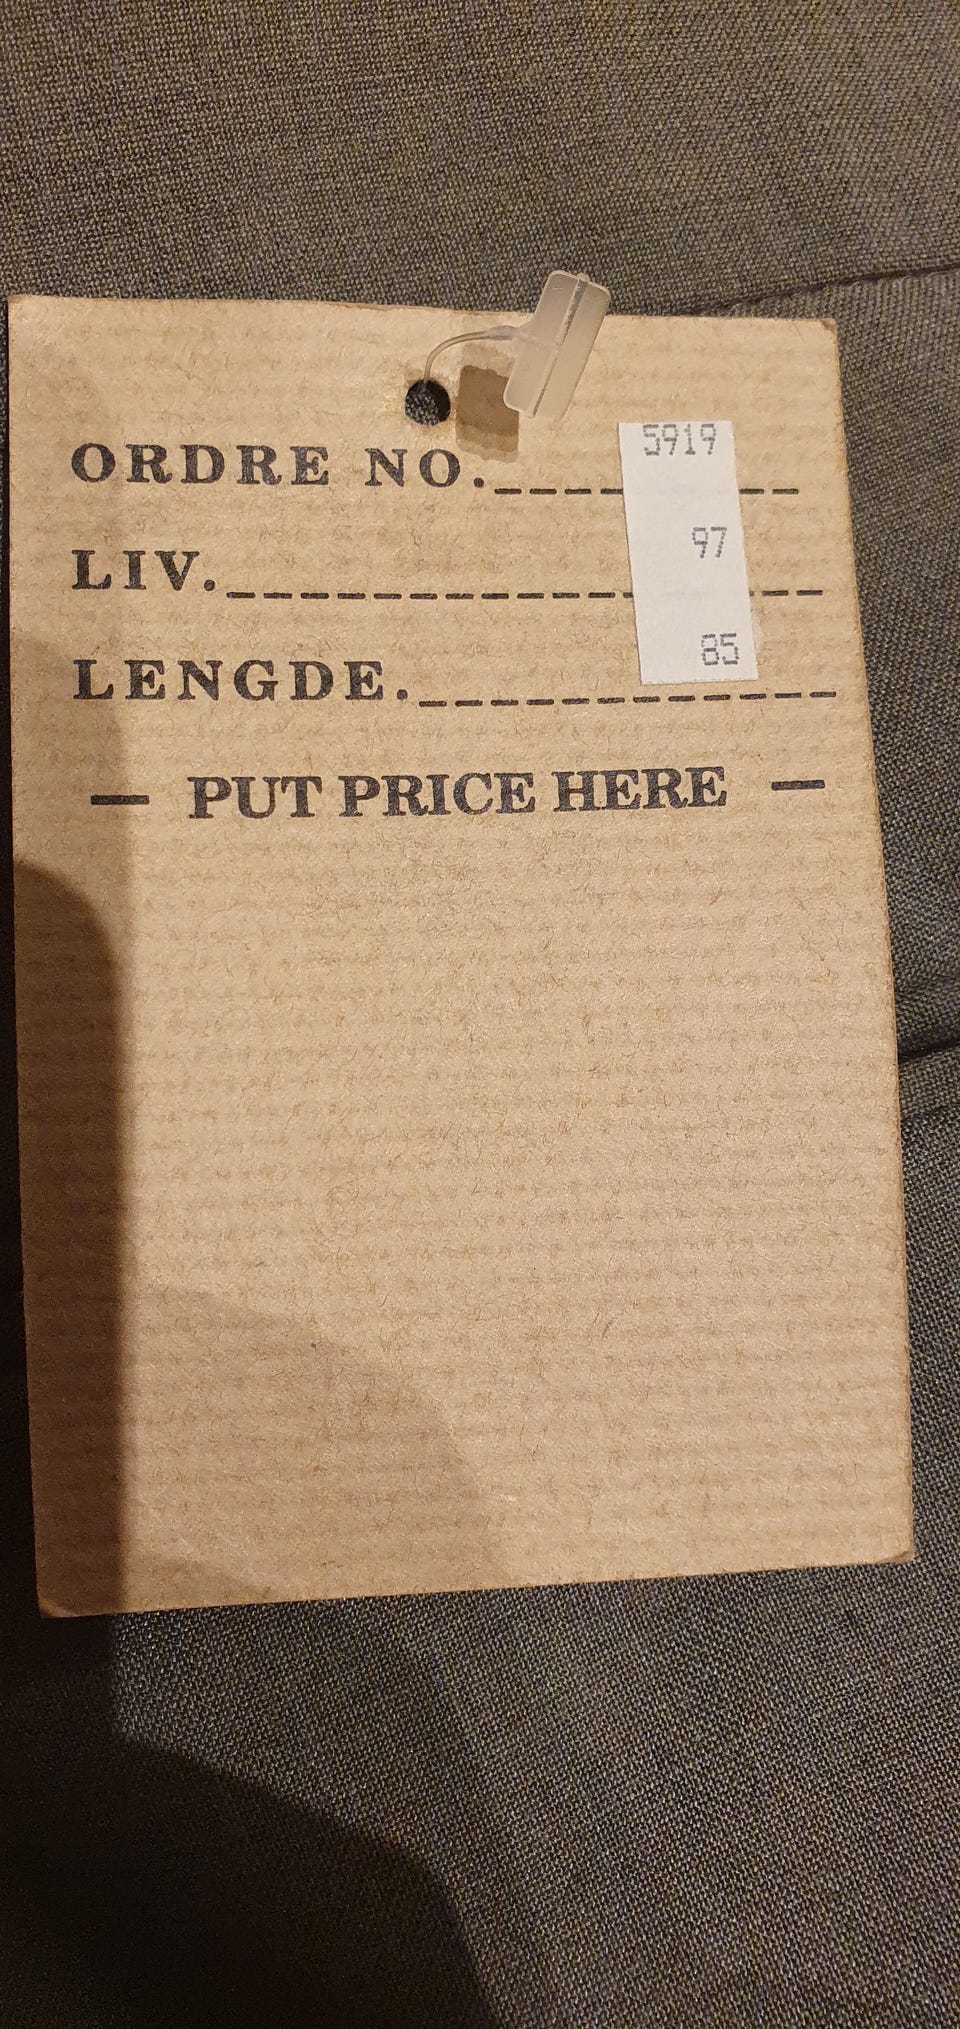 ORDRE NO. 5919
LIV. 97
LENGDE. 85
— PUT PRICE HERE —